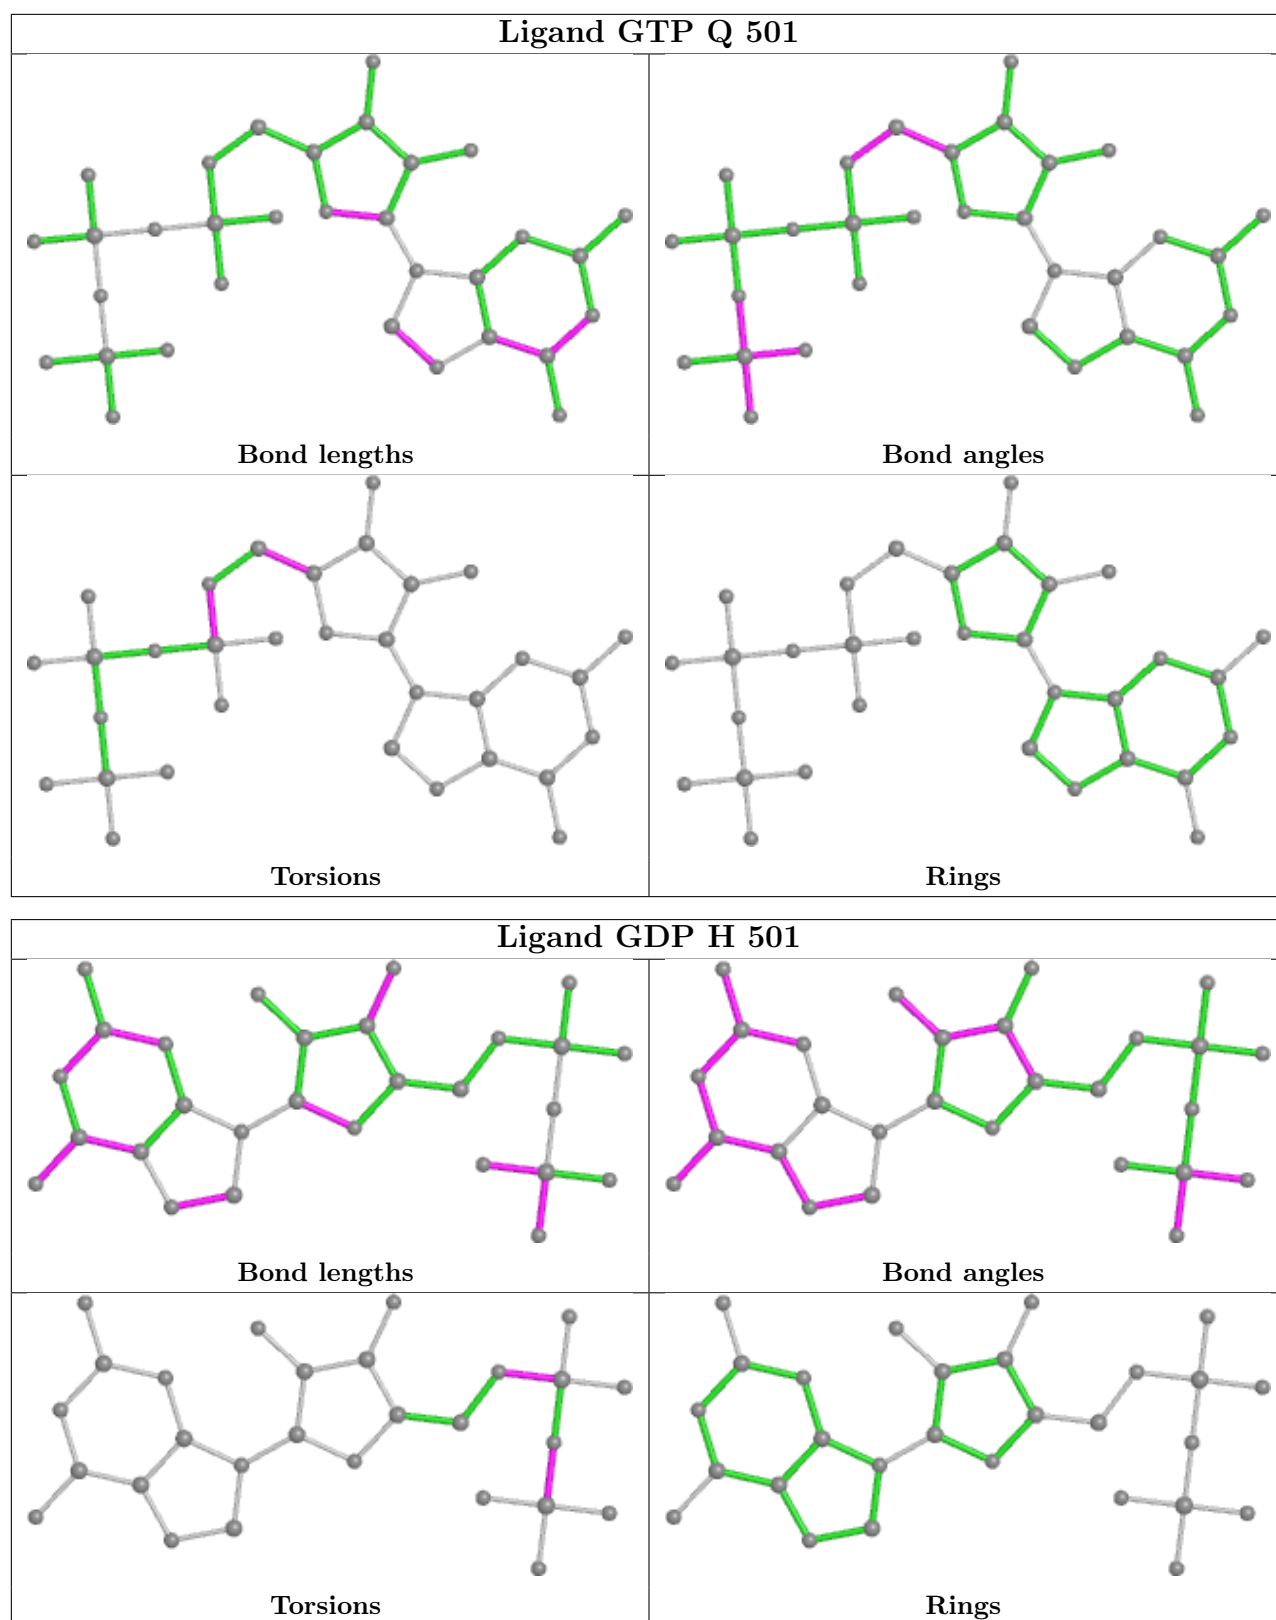 Ligand GTP Q 501
Bond lengths
Bond angles
Torsions
Rings
Ligand GDP H 501
Bond lengths
Bond angles
Torsions
Rings